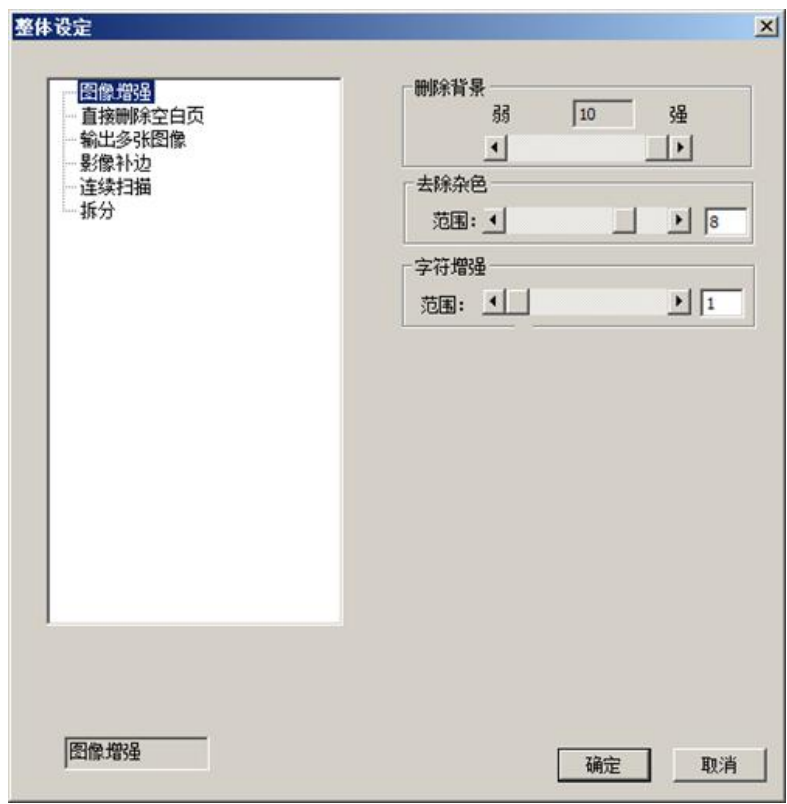 整体设定
图像增强
直接删除空白页
输出多张图像
影像补边
连续扫描
拆分
删除背景
弱 10 强
去除杂色
范围: 8
字符增强
范围: 1
图像增强
确定 取消